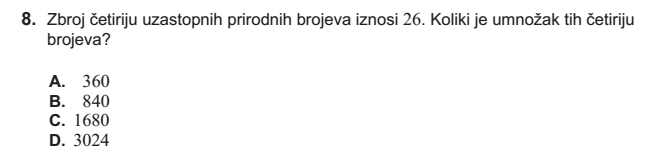 8. Zbroj četiriju uzastopnih prirodnih brojeva iznosi 26. Koliki je umnožak tih četiriju
brojeva?
A. 360
B. 840
C. 1680
D. 3024